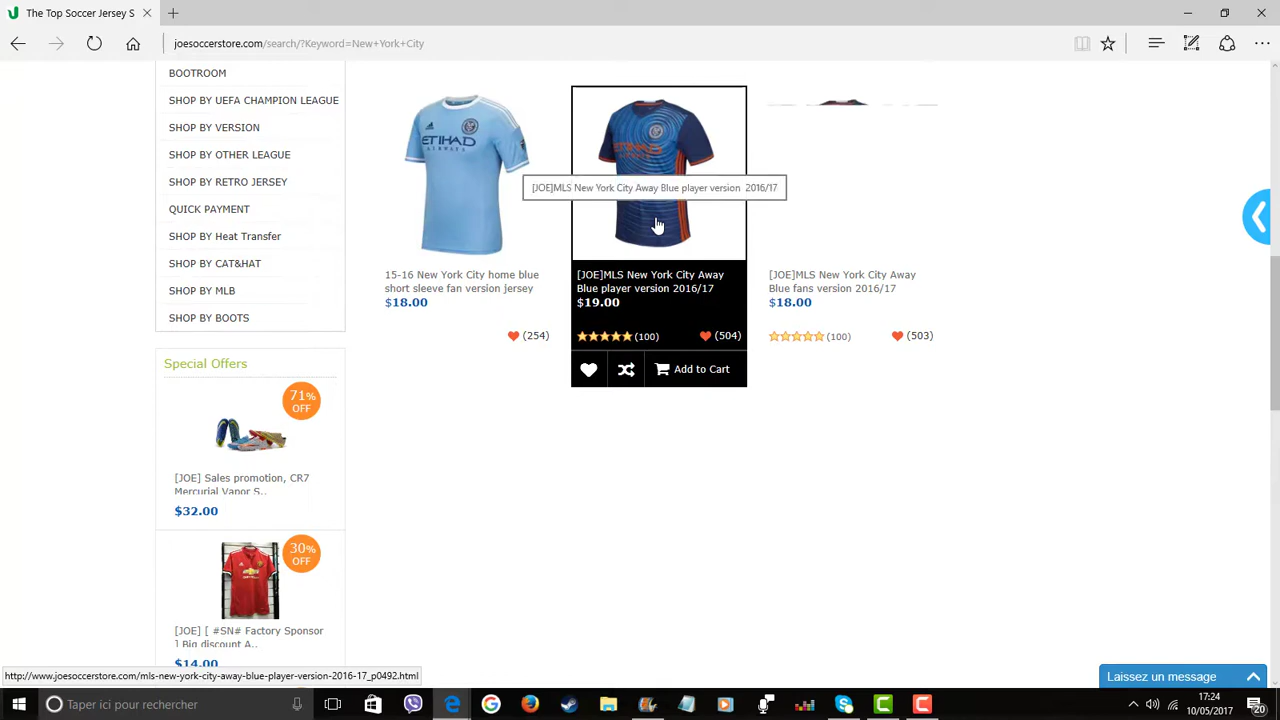 The Top Soccer Jersey S
joesoccerstore.com/search/?Keyword=New+York+City
BOOTROOM
SHOP BY UEFA CHAMPION LEAGUE
SHOP BY VERSION
SHOP BY OTHER LEAGUE
SHOP BY RETRO JERSEY
QUICK PAYMENT
SHOP BY Heat Transfer
SHOP BY CAT&HAT
SHOP BY MLB
SHOP BY BOOTS
ETIHAD
AIRWAYS
[JOE]MLS New York City Away Blue player version 2016/17
15-16 New York City home blue
short sleeve fan version jersey
$18.00
(254)
[JOE]MLS New York City Away
Blue player version 2016/17
$19.00
(100) (504)
Add to Cart
[JOE]MLS New York City Away
Blue fans version 2016/17
$18.00
(100) (503)
Special Offers
71%
OFF
[JOE] Sales promotion, CR7
Mercurial Vapor S..
$32.00
30%
OFF
[JOE] [ #SN# Factory Sponsor
] Big discount A..
$14.00
http://www.joesoccerstore.com/mls-new-york-city-away-blue-player-version-2016-17_p0492.html
Laissez un message
Taper ici pour rechercher
17:24
10/05/2017
20